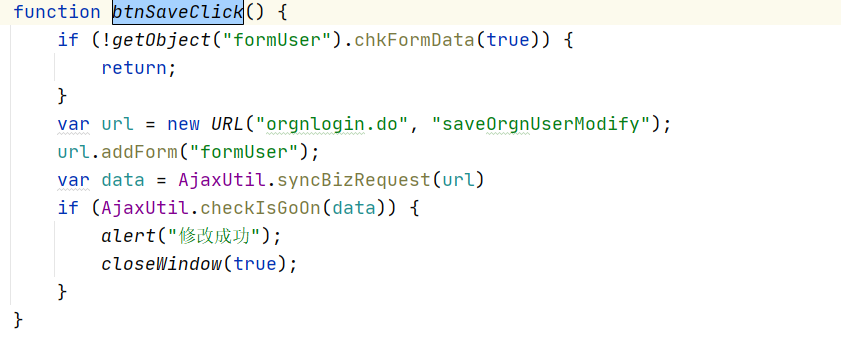 function btnSaveClick() {
    if (!getObject("formUser").chkFormData(true)) {
        return;
    }
    var url = new URL("orgnlogin.do", "saveOrgnUserModify");
    url.addForm("formUser");
    var data = AjaxUtil.syncBizRequest(url)
    if (AjaxUtil.checkIsGoOn(data)) {
        alert("修改成功");
        closeWindow(true);
    }
}